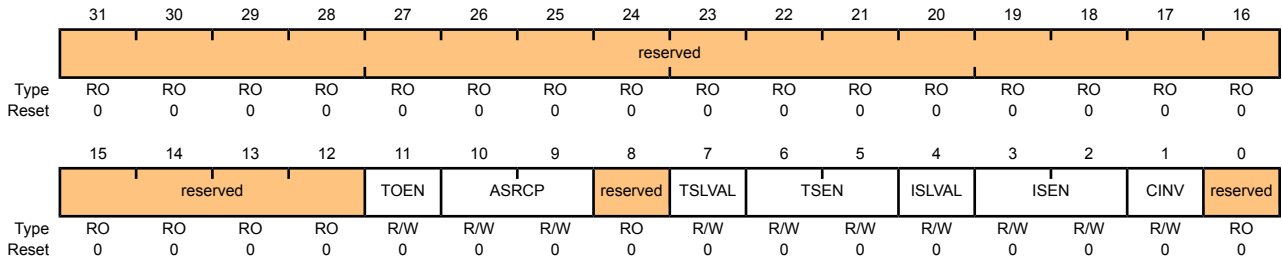 31 30 29 28 27 26 25 24 23 22 21 20 19 18 17 16
reserved
Type RO RO RO RO RO RO RO RO RO RO RO RO RO RO RO RO
Reset 0 0 0 0 0 0 0 0 0 0 0 0 0 0 0 0
15 14 13 12 11 10 9 8 7 6 5 4 3 2 1 0
reserved TOEN ASRCP reserved TSLVAL TSEN ISLVAL ISEN CINV reserved
Type RO RO RO RO R/W R/W R/W RO R/W R/W R/W R/W R/W R/W R/W RO
Reset 0 0 0 0 0 0 0 0 0 0 0 0 0 0 0 0